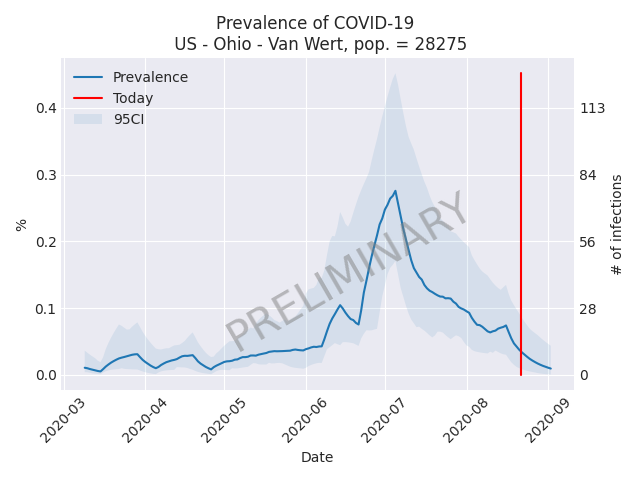 Prevalence of COVID-19
US - Ohio - Van Wert, pop. = 28275
Prevalence
Today
95CI
PRELIMINARY
%
0.4
0.3
0.2
0.1
0.0
113
84
56
28
0
# of infections
2020-03
2020-04
2020-05
2020-06
2020-07
2020-08
2020-09
Date